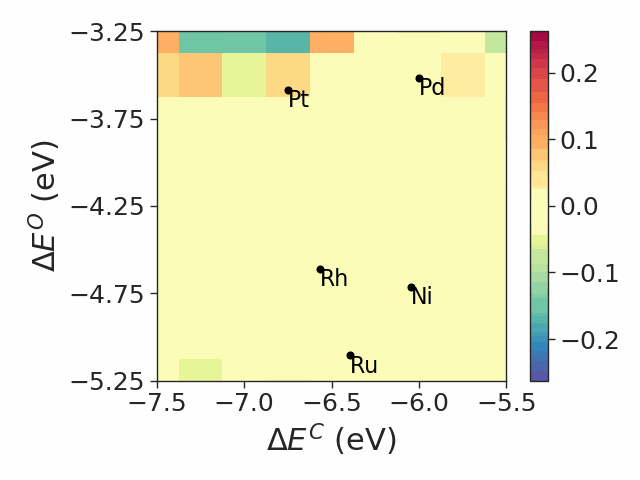 −3.25
−3.75
−4.25
−4.75
−5.25
ΔE^O (eV)
Pt
Pd
Rh
Ni
Ru
−7.5
−7.0
−6.5
−6.0
−5.5
ΔE^C (eV)
0.2
0.1
0.0
−0.1
−0.2